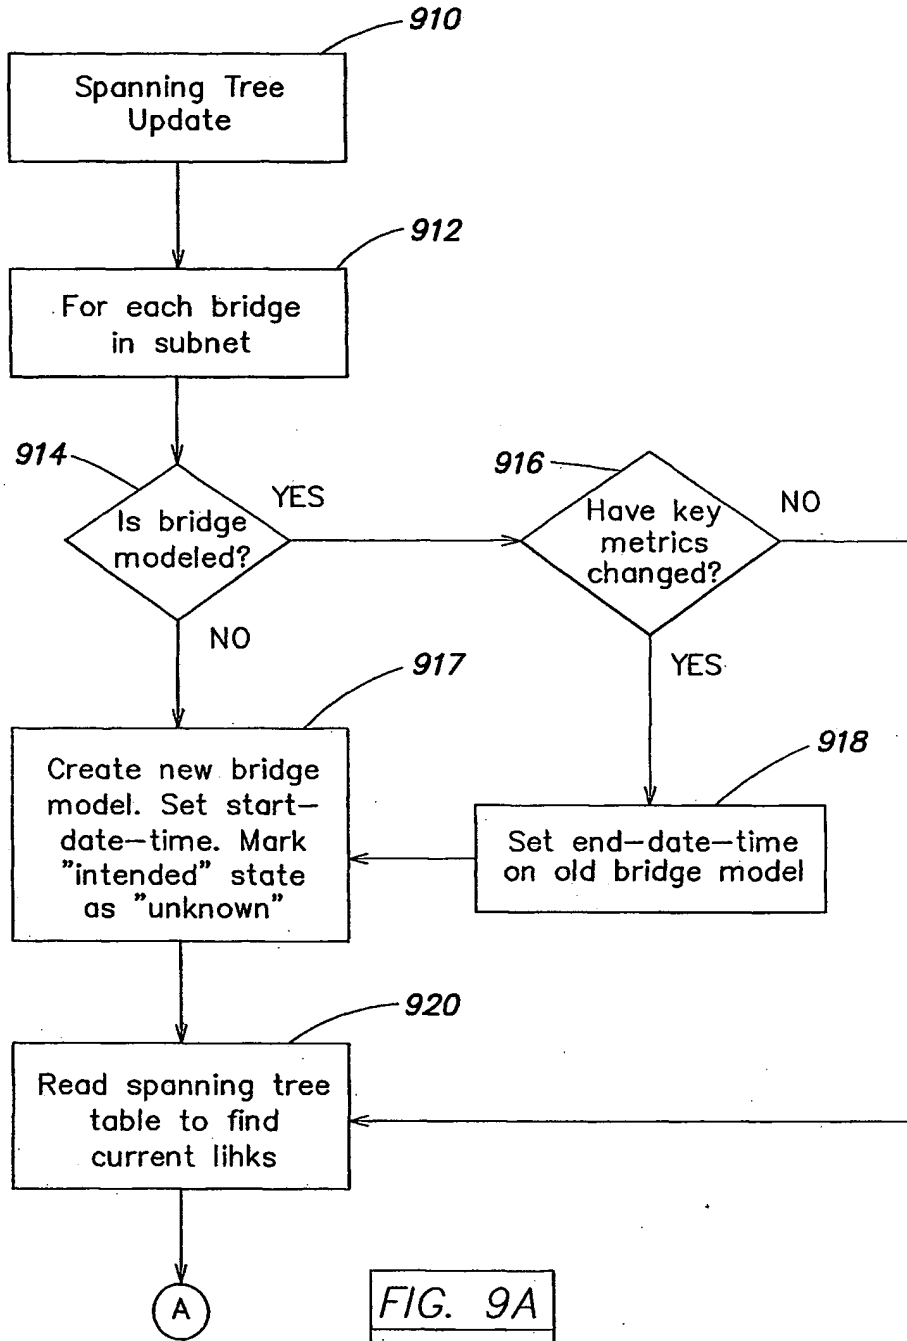 910
Spanning Tree
Update
912
For each bridge
in subnet
914
Is bridge
modeled?
YES
NO
916
Have key
metrics
changed?
NO
YES
917
Create new bridge
model. Set start-
date-time. Mark
"intended" state
as "unknown"
918
Set end-date-time
on old bridge model
920
Read spanning tree
table to find
current lihks
A
FIG. 9A